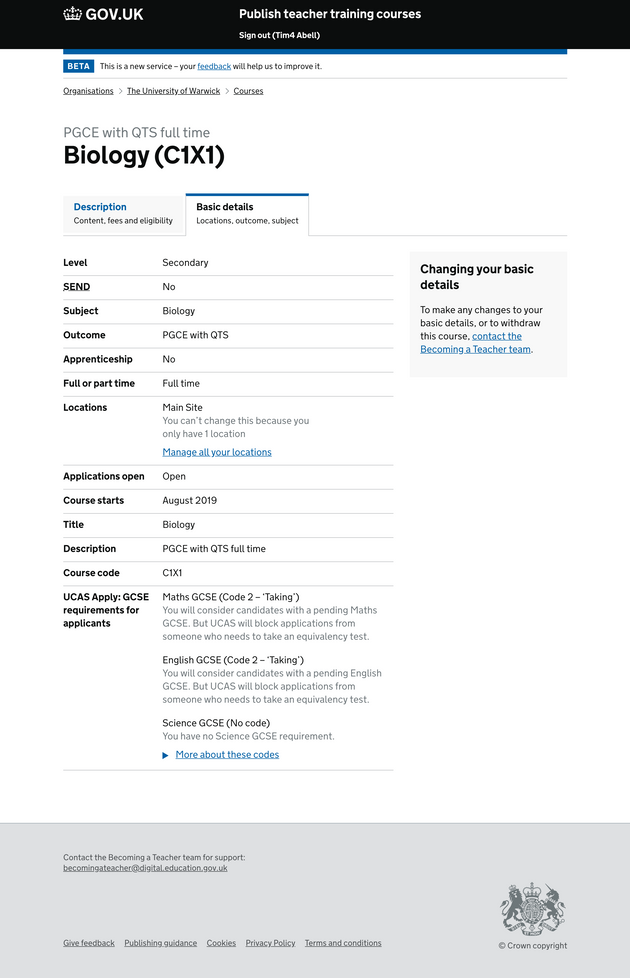 GOV.UK
Publish teacher training courses
Sign out (Tim4 Abell)
BETA This is a new service – your feedback will help us to improve it.
Organisations > The University of Warwick > Courses
PGCE with QTS full time
Biology (C1X1)
Description
Content, fees and eligibility
Basic details
Locations, outcome, subject
Level Secondary
SEND No
Subject Biology
Outcome PGCE with QTS
Apprenticeship No
Full or part time Full time
Locations Main Site
You can't change this because you
only have 1 location
Manage all your locations
Applications open Open
Course starts August 2019
Title Biology
Description PGCE with QTS full time
Course code C1X1
UCAS Apply: GCSE
requirements for
applicants
Maths GCSE (Code 2 – 'Taking')
You will consider candidates with a pending Maths
GCSE. But UCAS will block applications from
someone who needs to take an equivalency test.
English GCSE (Code 2 – 'Taking')
You will consider candidates with a pending English
GCSE. But UCAS will block applications from
someone who needs to take an equivalency test.
Science GCSE (No code)
You have no Science GCSE requirement.
More about these codes
Changing your basic
details
To make any changes to your
basic details, or to withdraw
this course, contact the
Becoming a Teacher team.
Contact the Becoming a Teacher team for support:
becomingateacher@digital.education.gov.uk
Give feedback Publishing guidance Cookies Privacy Policy Terms and conditions
© Crown copyright